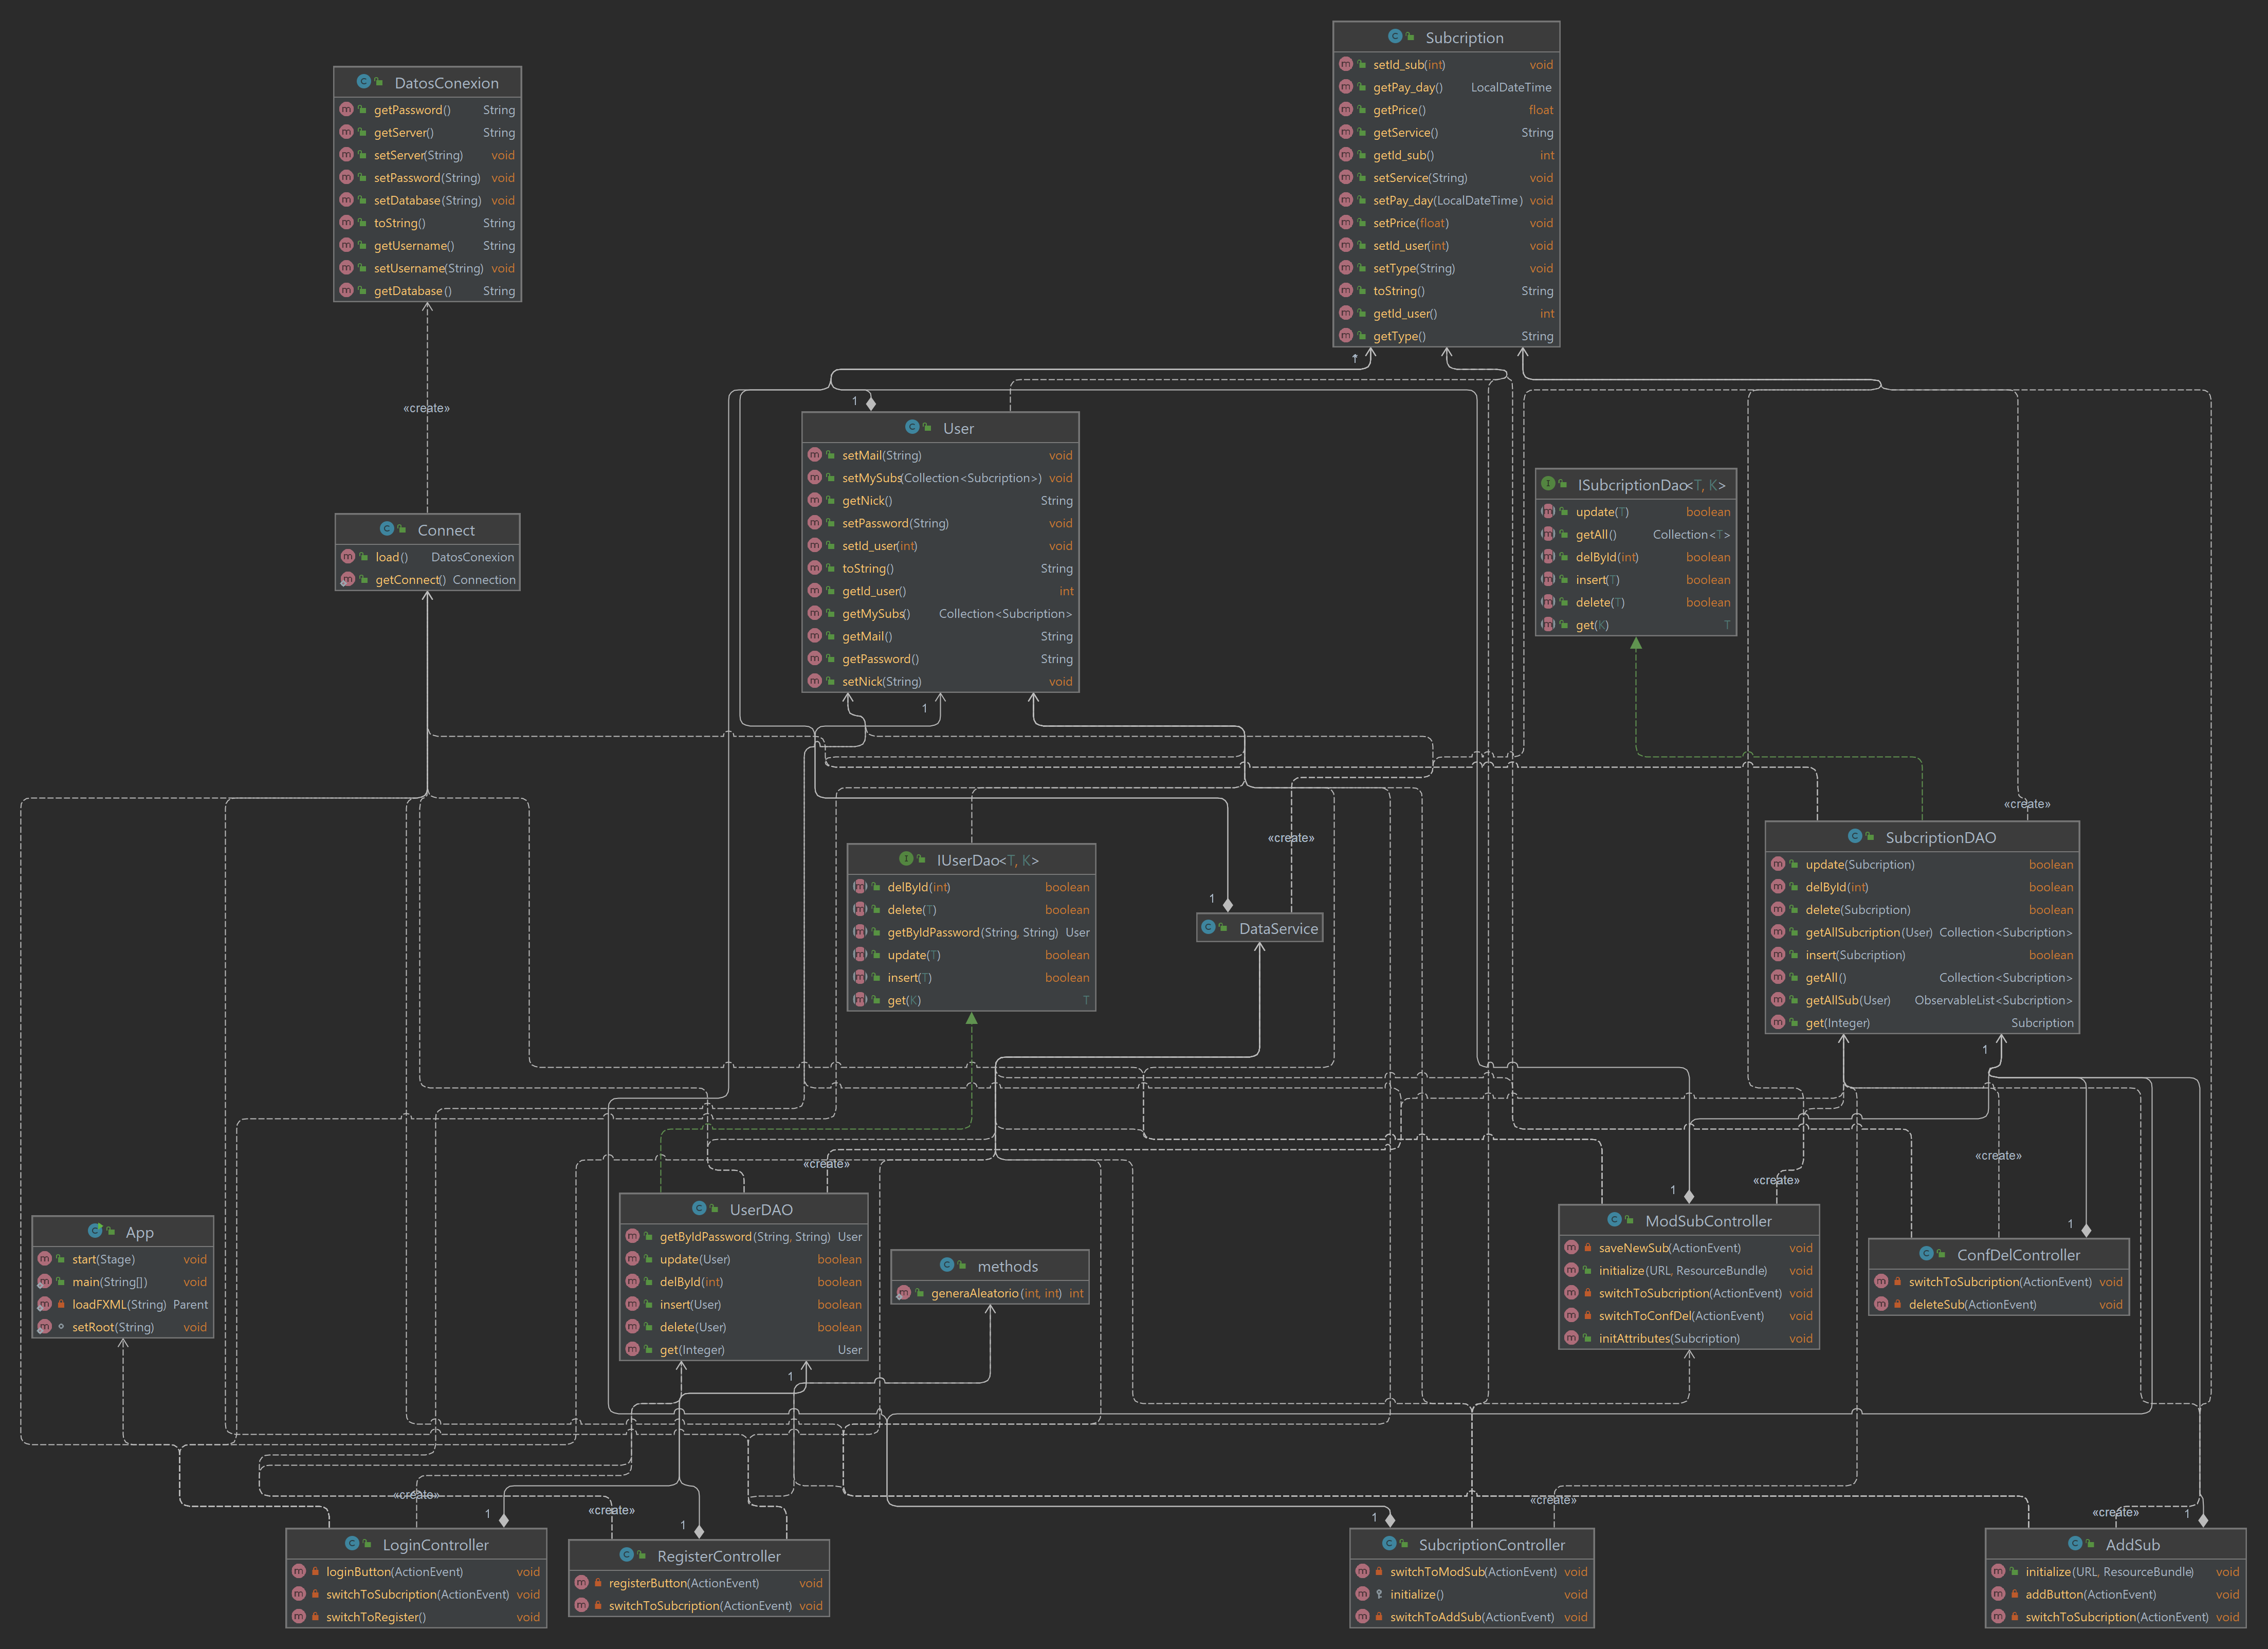 Subcription
setId_sub(int) void
getPay_day() LocalDateTime
getPrice() float
getService() String
getId_sub() int
setService(String) void
setPay_day(LocalDateTime) void
setPrice(float) void
setId_user(int) void
setType(String) void
toString() String
getId_user() int
getType() String
DatosConexion
getPassword() String
getServer() String
setServer(String) void
setPassword(String) void
setDatabase(String) void
toString() String
getUsername() String
setUsername(String) void
getDatabase() String
«create»
1
User
setMail(String) void
setMySubs(Collection<Subcription>) void
getNick() String
setPassword(String) void
setId_user(int) void
toString() String
getId_user() int
getMySubs() Collection<Subcription>
getMail() String
getPassword() String
setNick(String) void
1
ISubcriptionDao<T, K>
update(T) boolean
getAll() Collection<T>
delById(int) boolean
insert(T) boolean
delete(T) boolean
get(K) T
Connect
load() DatosConexion
getConnect() Connection
«create»
«create»
IUserDao<T, K>
delById(int) boolean
delete(T) boolean
getByIdPassword(String, String) User
update(T) boolean
insert(T) boolean
get(K) T
1
DataService
SubcriptionDAO
update(Subcription) boolean
delById(int) boolean
delete(Subcription) boolean
getAllSubcription(User) Collection<Subcription>
insert(Subcription) boolean
getAll() Collection<Subcription>
getAllSub(User) ObservableList<Subcription>
get(Integer) Subcription
1
«create»
«create»
«create»
1
1
App
start(Stage) void
main(String[]) void
loadFXML(String) Parent
setRoot(String) void
UserDAO
getByIdPassword(String, String) User
update(User) boolean
delById(int) boolean
insert(User) boolean
delete(User) boolean
get(Integer) User
1
methods
generaAleatorio(int, int) int
ModSubController
saveNewSub(ActionEvent) void
initialize(URL, ResourceBundle) void
switchToSubcription(ActionEvent) void
switchToConfDel(ActionEvent) void
initAttributes(Subcription) void
ConfDelController
switchToSubcription(ActionEvent) void
deleteSub(ActionEvent) void
«create»
1
«create»
1
1
«create»
«create»
1
LoginController
loginButton(ActionEvent) void
switchToSubcription(ActionEvent) void
switchToRegister() void
RegisterController
registerButton(ActionEvent) void
switchToSubcription(ActionEvent) void
SubcriptionController
switchToModSub(ActionEvent) void
initialize() void
switchToAddSub(ActionEvent) void
AddSub
initialize(URL, ResourceBundle) void
addButton(ActionEvent) void
switchToSubcription(ActionEvent) void